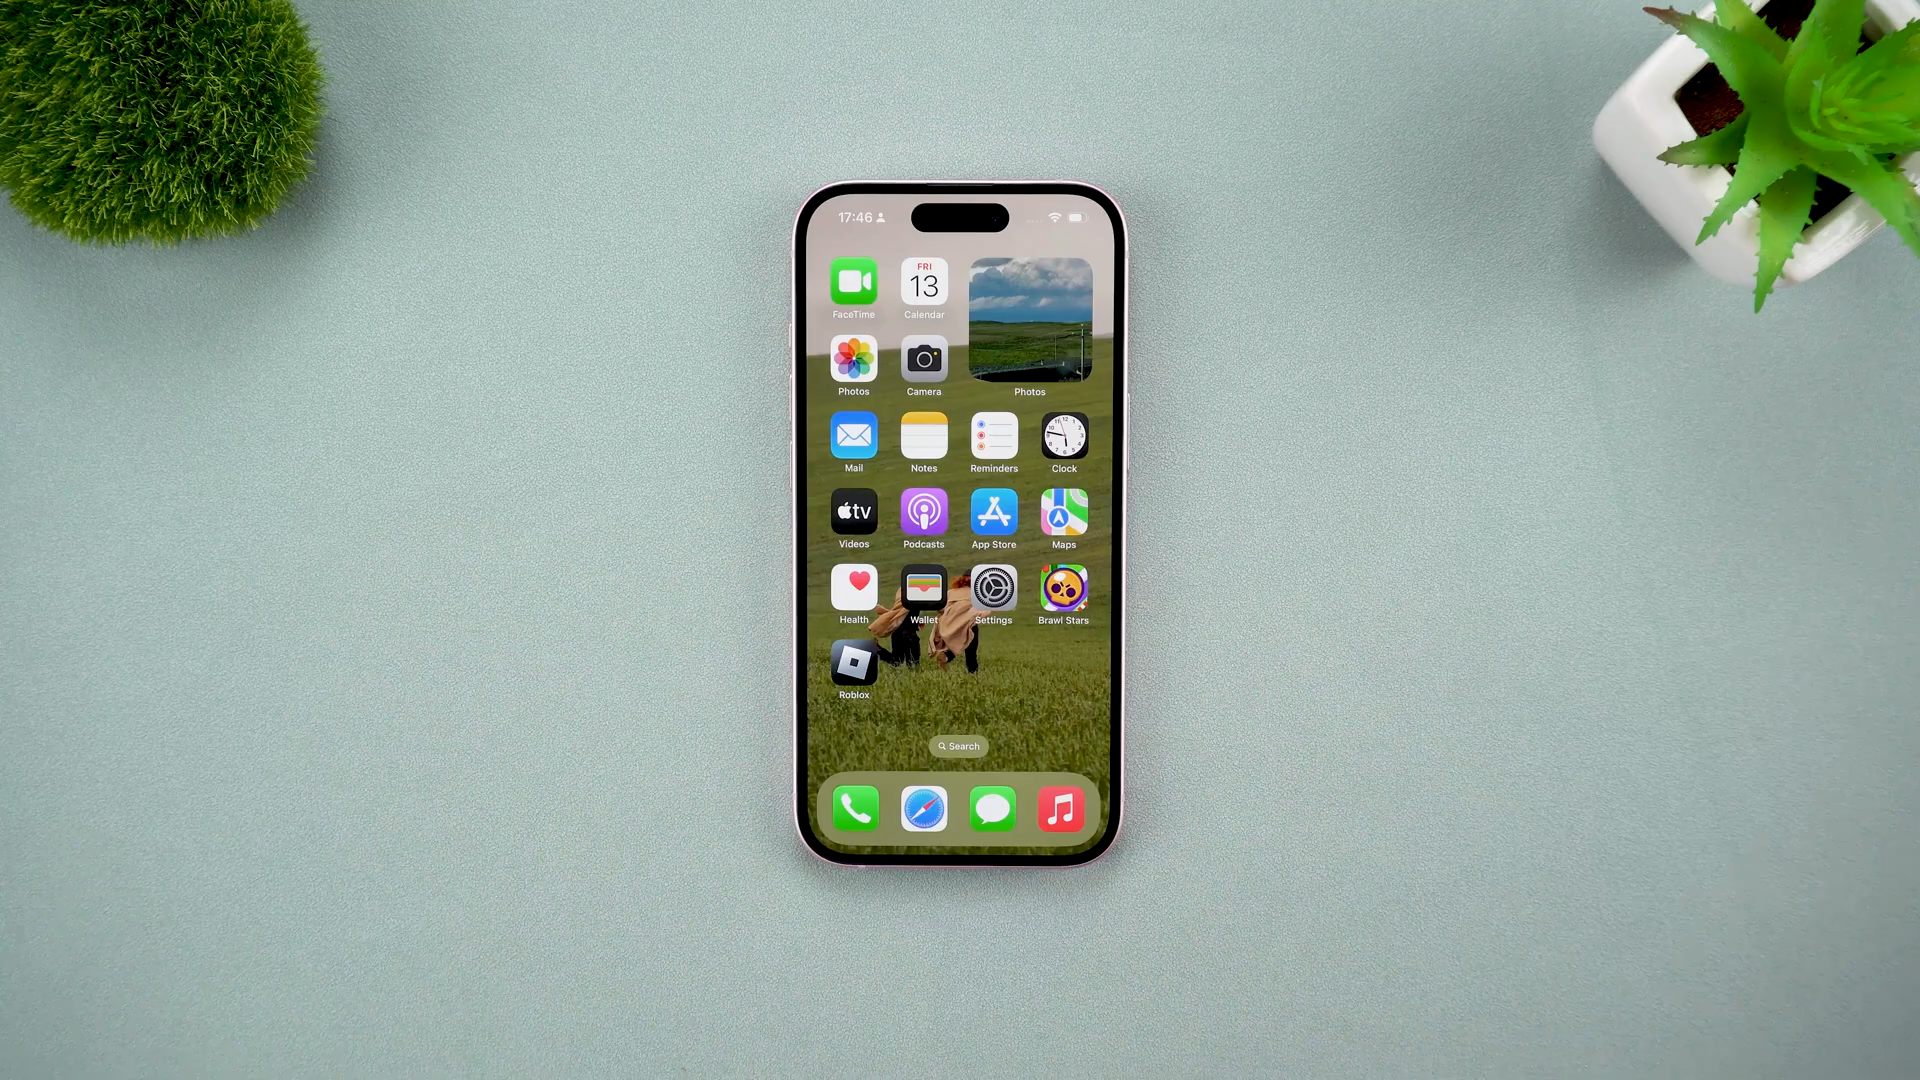 17:46
FRI
13
FaceTime
Calendar
Photos
Camera
Photos
Mail
Notes
Reminders
Clock
tv
Videos
Podcasts
App Store
Maps
Health
Wallet
Settings
Brawl Stars
Roblox
Search